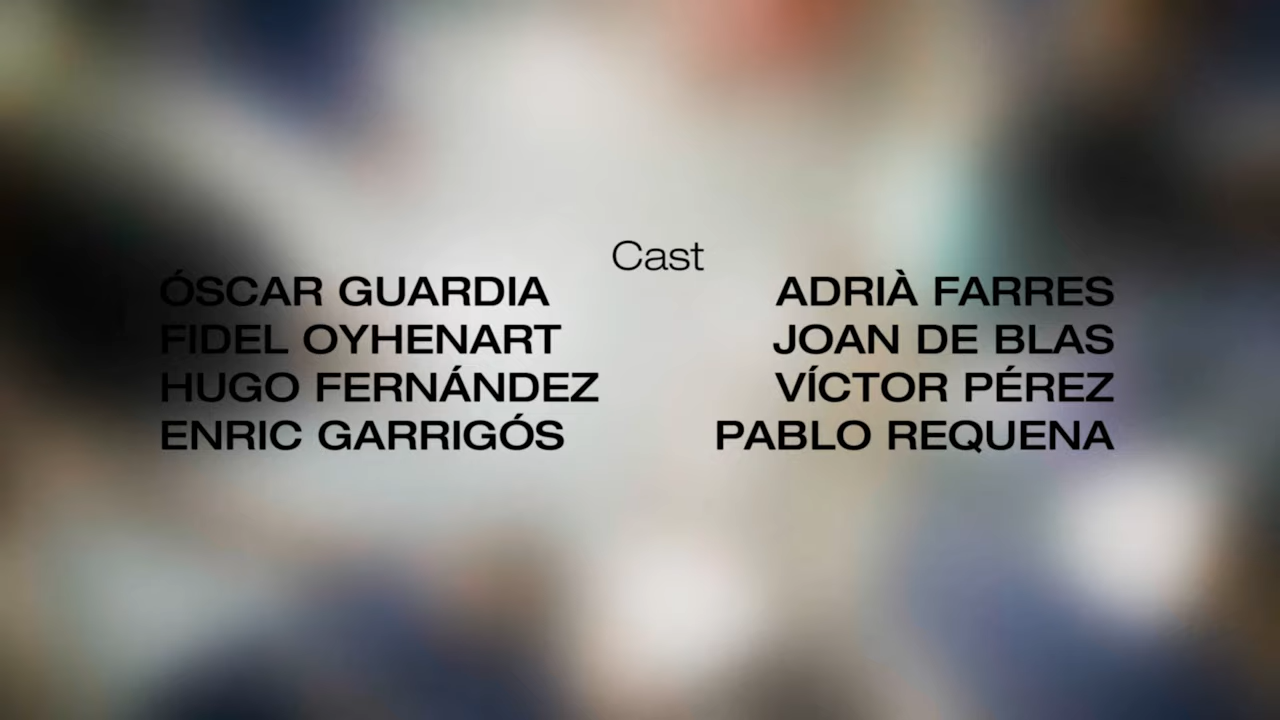 Cast
ÓSCAR GUARDIA
FIDEL OYHENART
HUGO FERNÁNDEZ
ENRIC GARRIGÓS
ADRIÀ FARRES
JOAN DE BLAS
VÍCTOR PÉREZ
PABLO REQUENA